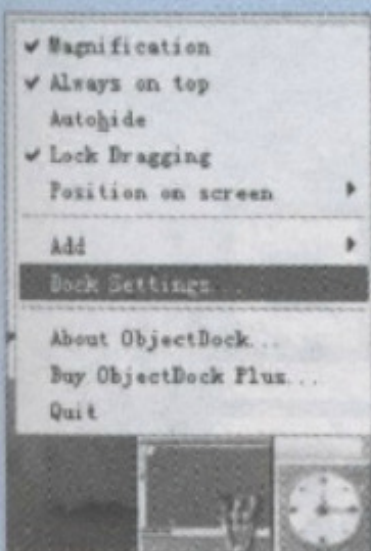 Magnification
Always on top
Autohide
Lock Dragging
Position on screen
Add
Dock Settings...
About ObjectDock...
Buy ObjectDock Plus...
Quit